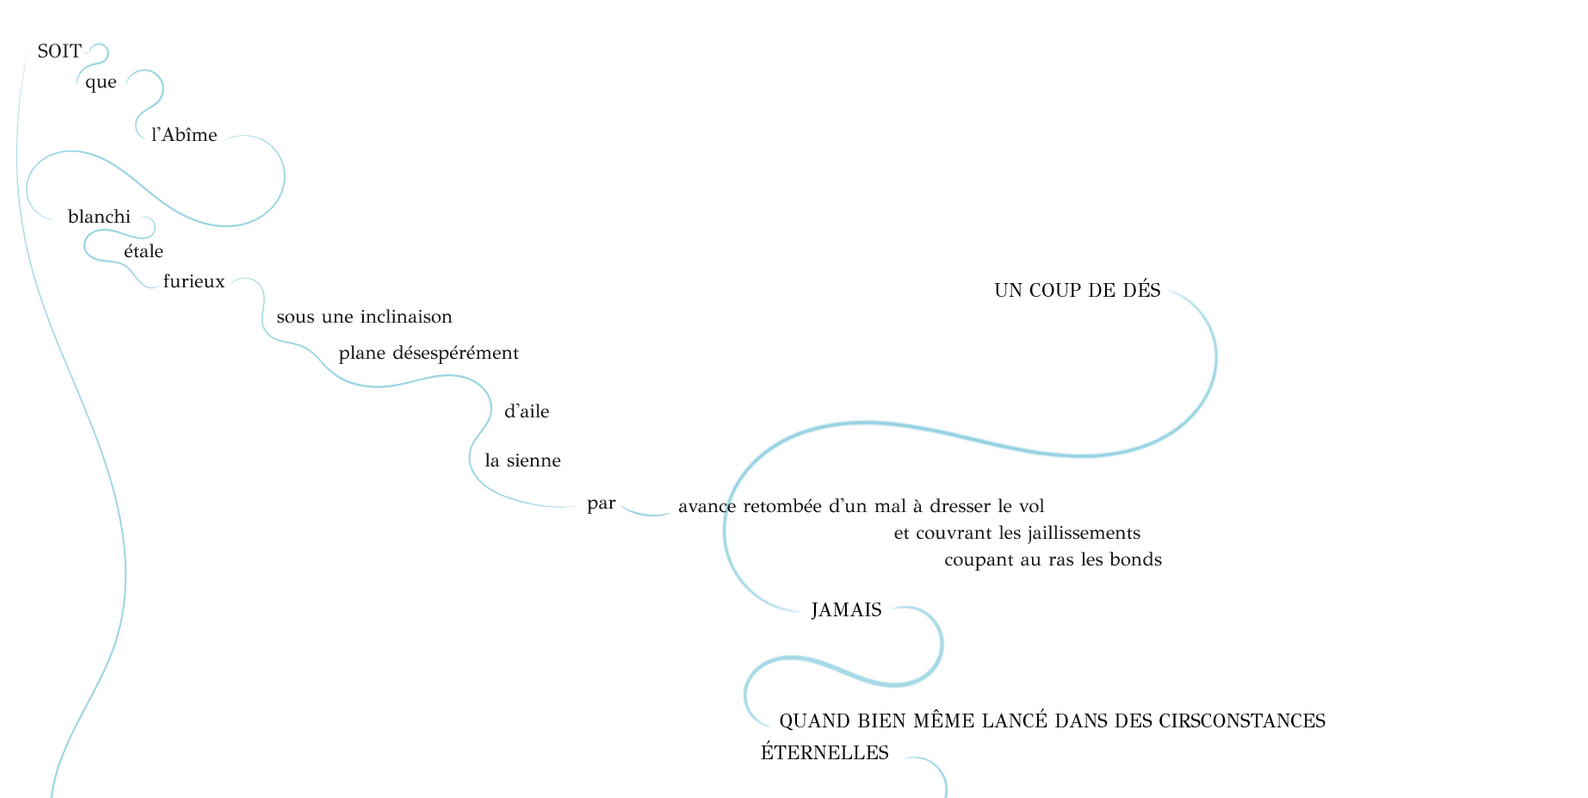 SOIT
que
l'Abîme
blanchi
étale
furieux
sous une inclinaison
plane désespérément
d'aile
la sienne
par
avance retombée d'un mal à dresser le vol
et couvrant les jaillissements
coupant au ras les bonds
UN COUP DE DÉS
JAMAIS
QUAND BIEN MÊME LANCÉ DANS DES CIRSCONSTANCES
ÉTERNELLES